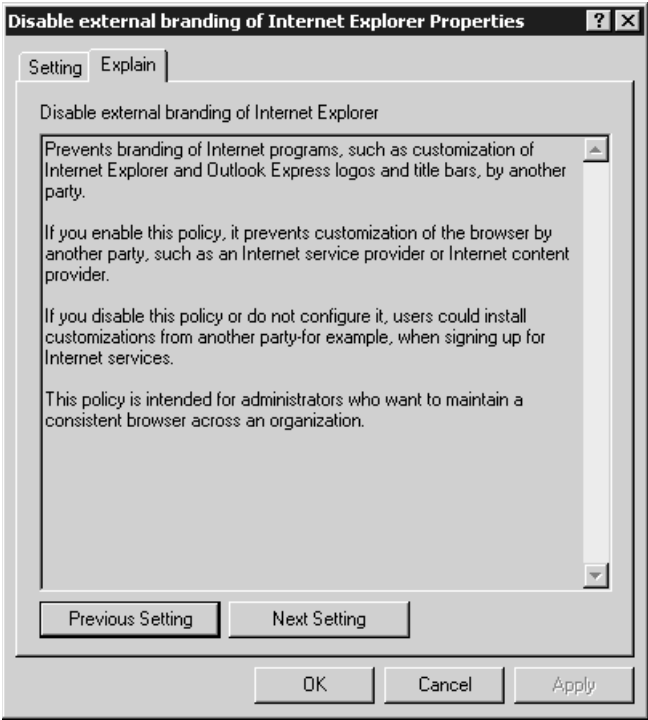 Disable external branding of Internet Explorer Properties
Setting
Explain
Disable external branding of Internet Explorer
Prevents branding of Internet programs, such as customization of
Internet Explorer and Outlook Express logos and title bars, by another
party.
If you enable this policy, it prevents customization of the browser by
another party, such as an Internet service provider or Internet content
provider.
If you disable this policy or do not configure it, users could install
customizations from another party-for example, when signing up for
Internet services.
This policy is intended for administrators who want to maintain a
consistent browser across an organization.
Previous Setting
Next Setting
OK
Cancel
Apply